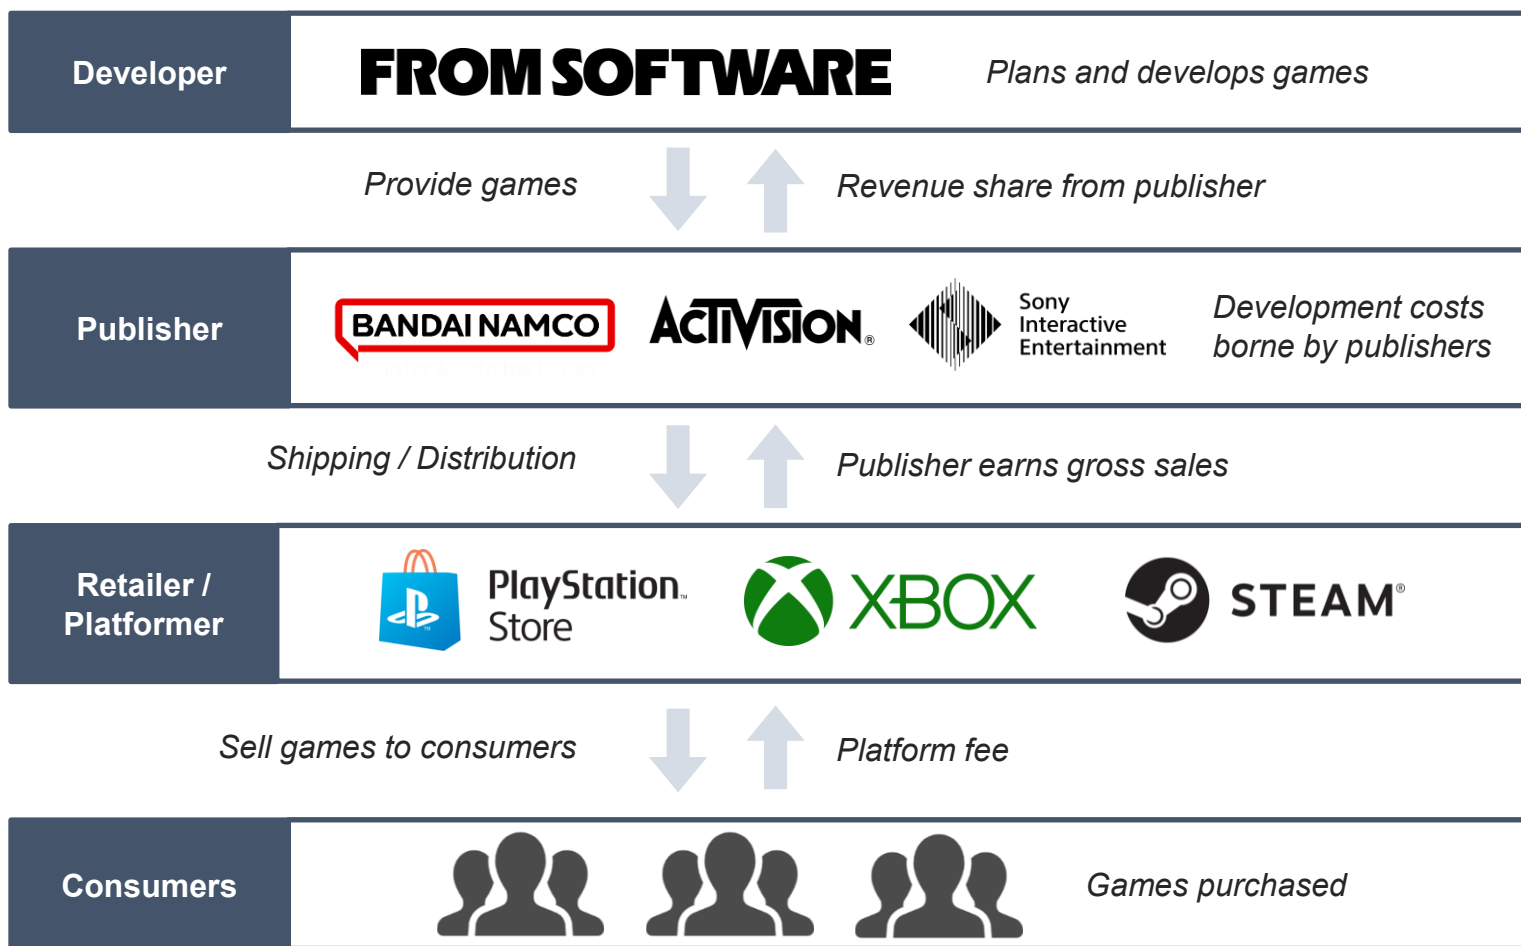 Developer
FROM SOFTWARE
Plans and develops games
Provide games
Revenue share from publisher
Publisher
BANDAI NAMCO
ACTIVISION®
Sony
Interactive
Entertainment
Development costs
borne by publishers
Shipping / Distribution
Publisher earns gross sales
Retailer /
Platformer
PlayStation™
Store
XBOX
STEAM®
Sell games to consumers
Platform fee
Consumers
Games purchased